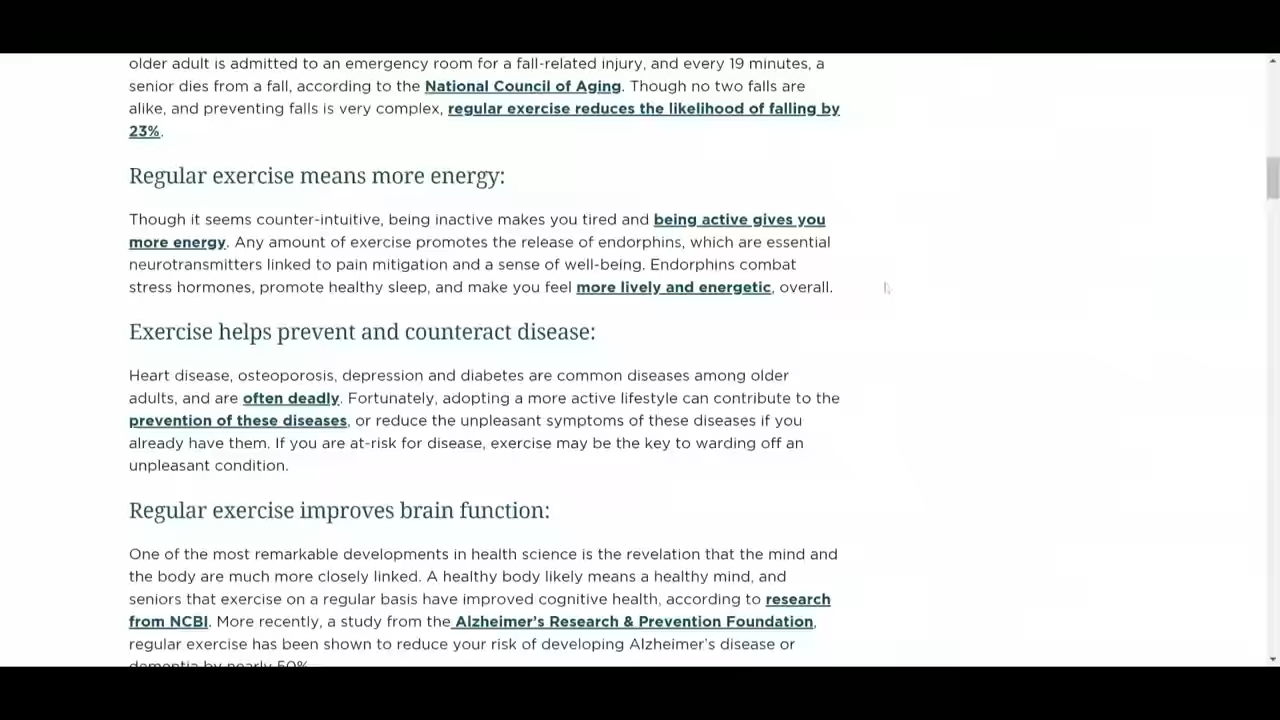 older adult is admitted to an emergency room for a fall-related injury, and every 19 minutes, a
senior dies from a fall, according to the National Council of Aging. Though no two falls are
alike, and preventing falls is very complex, regular exercise reduces the likelihood of falling by
23%.
Regular exercise means more energy:
Though it seems counter-intuitive, being inactive makes you tired and being active gives you
more energy. Any amount of exercise promotes the release of endorphins, which are essential
neurotransmitters linked to pain mitigation and a sense of well-being. Endorphins combat
stress hormones, promote healthy sleep, and make you feel more lively and energetic, overall.
Exercise helps prevent and counteract disease:
Heart disease, osteoporosis, depression and diabetes are common diseases among older
adults, and are often deadly. Fortunately, adopting a more active lifestyle can contribute to the
prevention of these diseases, or reduce the unpleasant symptoms of these diseases if you
already have them. If you are at-risk for disease, exercise may be the key to warding off an
unpleasant condition.
Regular exercise improves brain function:
One of the most remarkable developments in health science is the revelation that the mind and
the body are much more closely linked. A healthy body likely means a healthy mind, and
seniors that exercise on a regular basis have improved cognitive health, according to research
from NCBI. More recently, a study from the Alzheimer's Research & Prevention Foundation,
regular exercise has been shown to reduce your risk of developing Alzheimer's disease or
dementia by nearly 50%.